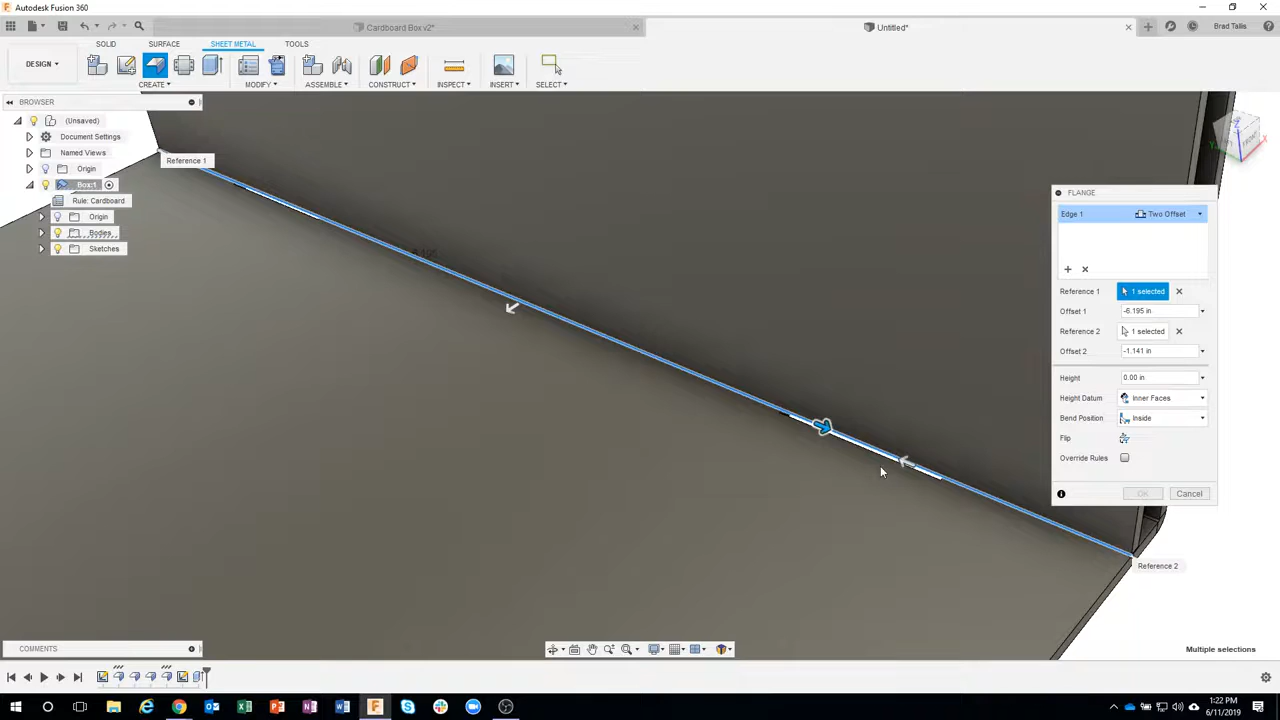 Autodesk Fusion 360
Cardboard Box v2*
Untitled*
Brad Tallis
DESIGN
SOLID
SURFACE
SHEET METAL
TOOLS
CREATE
MODIFY
ASSEMBLE
CONSTRUCT
INSPECT
INSERT
SELECT
BROWSER
(Unsaved)
Document Settings
Named Views
Origin
Box:1
Rule: Cardboard
Origin
Bodies
Sketches
Reference 1
Reference 2
FRONT
Z
Y
X
FLANGE
Edge 1
Two Offset
Reference 1
1 selected
Offset 1
-6.195 in
Reference 2
1 selected
Offset 2
-1.141 in
Height
0.00 in
Height Datum
Inner Faces
Bend Position
Inside
Flip
Override Rules
OK
Cancel
COMMENTS
Multiple selections
1:22 PM
6/11/2019